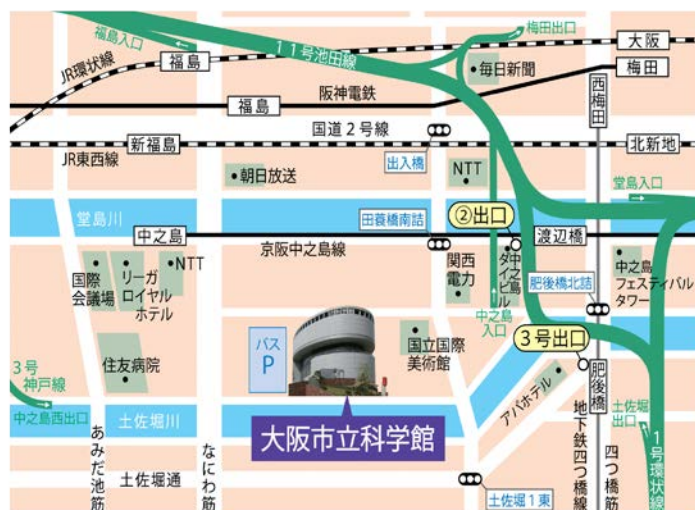 福島入口
11号池田線
梅田出口
大阪
JR環状線
福島
毎日新聞
梅田
阪神電鉄
福島
西梅田
国道2号線
新福島
北新地
JR東西線
出入橋
朝日放送
NTT
堂島入口
堂島川
田蓑橋南詰
②出口
中之島
渡辺橋
京阪中之島線
国際
会議場
リーガ
ロイヤル
ホテル
NTT
関西
電力
中之島
ダイビル
肥後橋北詰
中之島
フェスティバル
タワー
中之島
入口
バス
P
国立国際
美術館
3号出口
3号
神戸線
住友病院
肥後橋
アパホテル
中之島西出口
土佐堀川
大阪市立科学館
土佐堀
出口
あみだ池筋
なにわ筋
地下鉄四つ橋線
四つ橋筋
1号環状線
土佐堀通
土佐堀1東